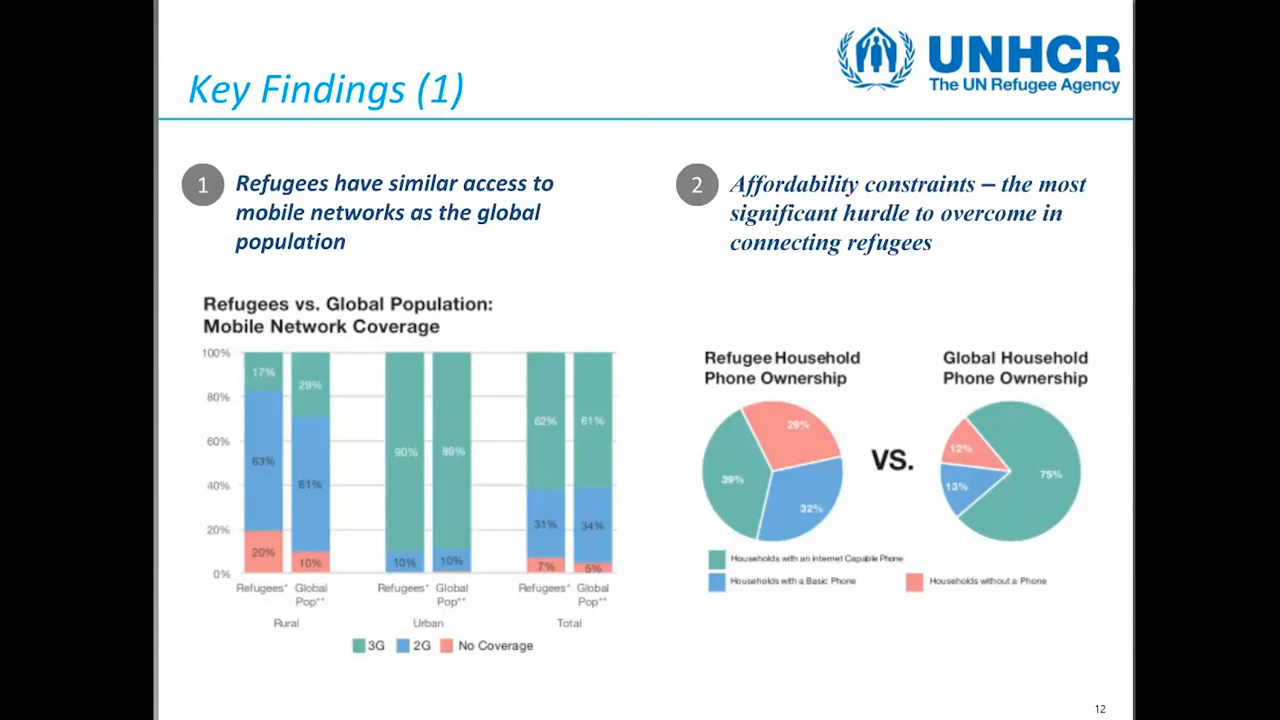 UNHCR
The UN Refugee Agency
Key Findings (1)
1
Refugees have similar access to
mobile networks as the global
population
2
Affordability constraints – the most
significant hurdle to overcome in
connecting refugees
Refugees vs. Global Population:
Mobile Network Coverage
100%
80%
60%
40%
20%
0%
17%
63%
20%
29%
61%
10%
90%
10%
89%
10%
62%
31%
7%
61%
34%
5%
Refugees* Global Pop**
Rural
Refugees* Global Pop**
Urban
Refugees* Global Pop**
Total
3G 2G No Coverage
Refugee Household
Phone Ownership
29%
39%
32%
VS.
Global Household
Phone Ownership
12%
13%
75%
Households with an Internet Capable Phone
Households with a Basic Phone
Households without a Phone
12